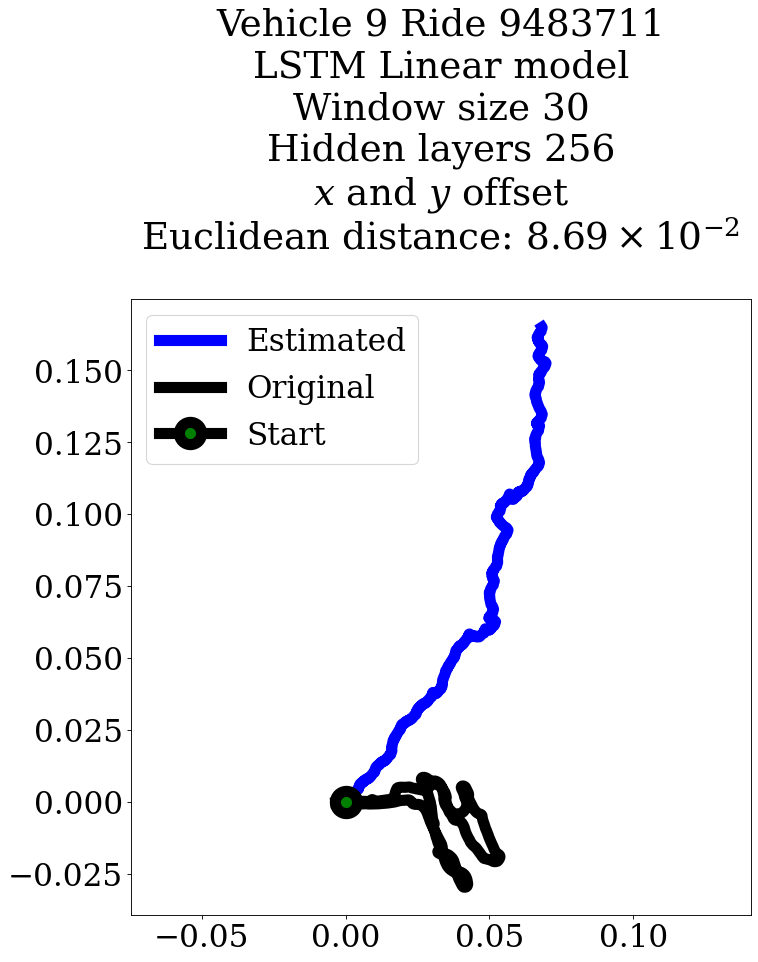 Vehicle 9 Ride 9483711
LSTM Linear model
Window size 30
Hidden layers 256
x and y offset
Euclidean distance: 8.69 × 10⁻²
Estimated
Original
Start
0.150
0.125
0.100
0.075
0.050
0.025
0.000
−0.025
−0.05 0.00 0.05 0.10